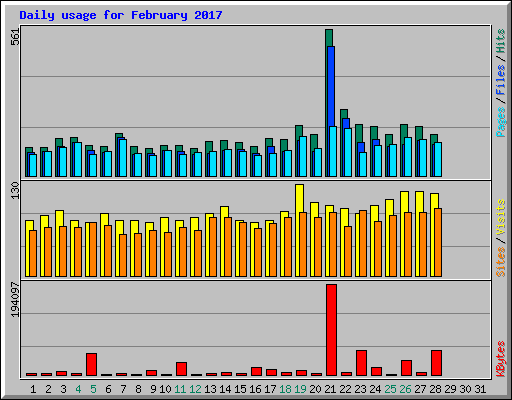 Daily usage for February 2017
561
Pages / Files / Hits
130
Sites / Visits
194097
KBytes
1 2 3 4 5 6 7 8 9 10 11 12 13 14 15 16 17 18 19 20 21 22 23 24 25 26 27 28 29 30 31